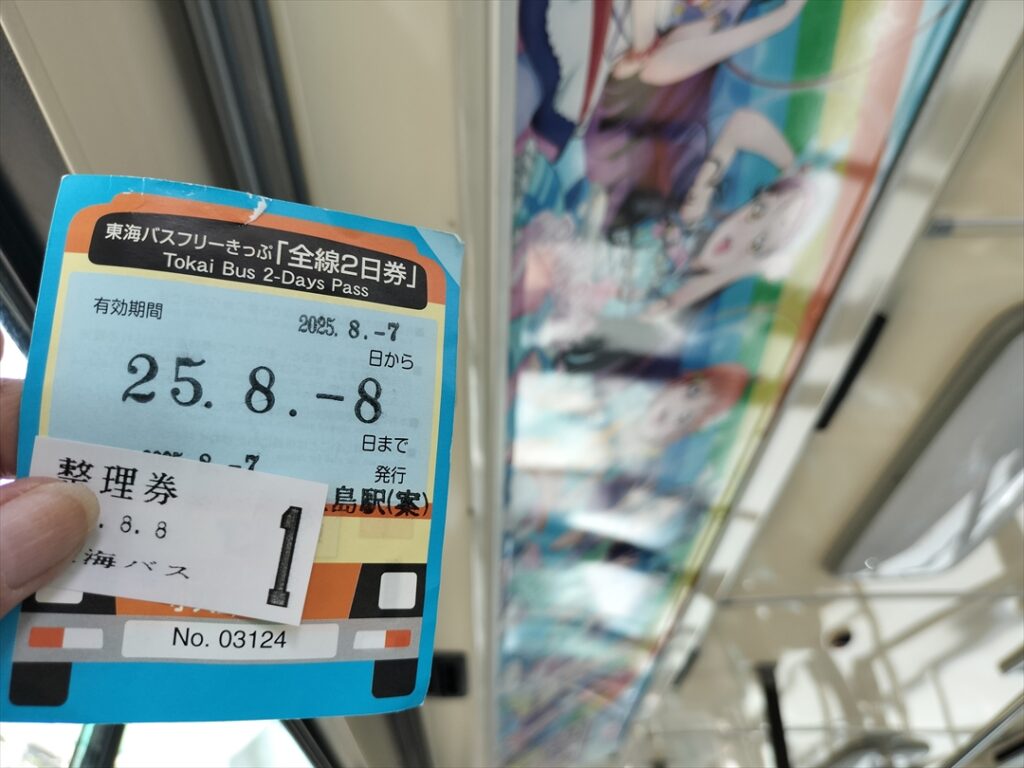 東海バスフリーきっぷ「全線2日券」
Tokai Bus 2-Days Pass
有効期間
2025. 8. -7
日から
25. 8. -8
日まで
発行
島駅(案)
整理券
. 8. 8
海バス
1
No. 03124